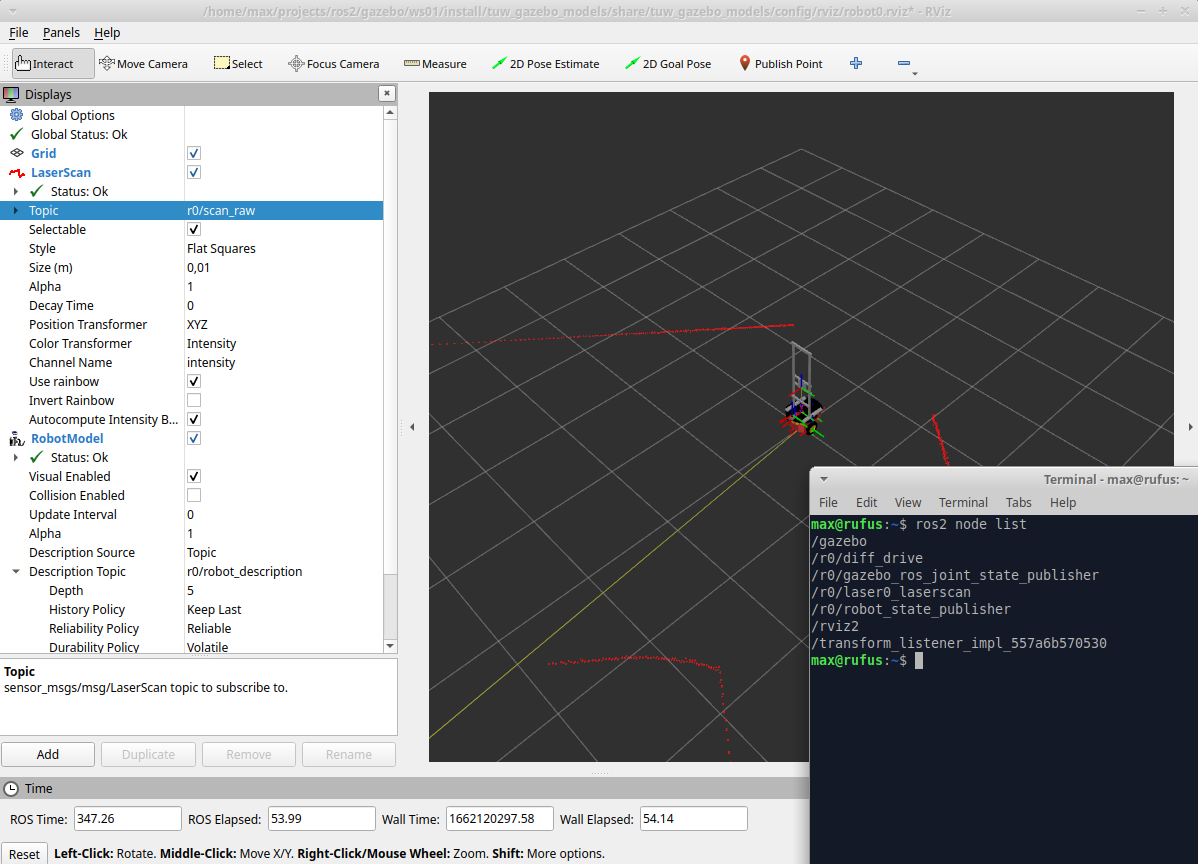 /home/max/projects/ros2/gazebo/ws01/install/tuw_gazebo_models/share/tuw_gazebo_models/config/rviz/robot0.rviz* - RViz
File Panels Help
Interact Move Camera Select Focus Camera Measure 2D Pose Estimate 2D Goal Pose Publish Point
Displays
Global Options
Global Status: Ok
Grid
LaserScan
Status: Ok
Topic r0/scan_raw
Selectable
Style Flat Squares
Size (m) 0,01
Alpha 1
Decay Time 0
Position Transformer XYZ
Color Transformer Intensity
Channel Name intensity
Use rainbow
Invert Rainbow
Autocompute Intensity B...
RobotModel
Status: Ok
Visual Enabled
Collision Enabled
Update Interval 0
Alpha 1
Description Source Topic
Description Topic r0/robot_description
Depth 5
History Policy Keep Last
Reliability Policy Reliable
Durability Policy Volatile
Topic
sensor_msgs/msg/LaserScan topic to subscribe to.
Add Duplicate Remove Rename
Time
ROS Time: 347.26 ROS Elapsed: 53.99 Wall Time: 1662120297.58 Wall Elapsed: 54.14
Reset Left-Click: Rotate. Middle-Click: Move X/Y. Right-Click/Mouse Wheel: Zoom. Shift: More options.
Terminal - max@rufus: ~
File Edit View Terminal Tabs Help
max@rufus:~$ ros2 node list
/gazebo
/r0/diff_drive
/r0/gazebo_ros_joint_state_publisher
/r0/laser0_laserscan
/r0/robot_state_publisher
/rviz2
/transform_listener_impl_557a6b570530
max@rufus:~$